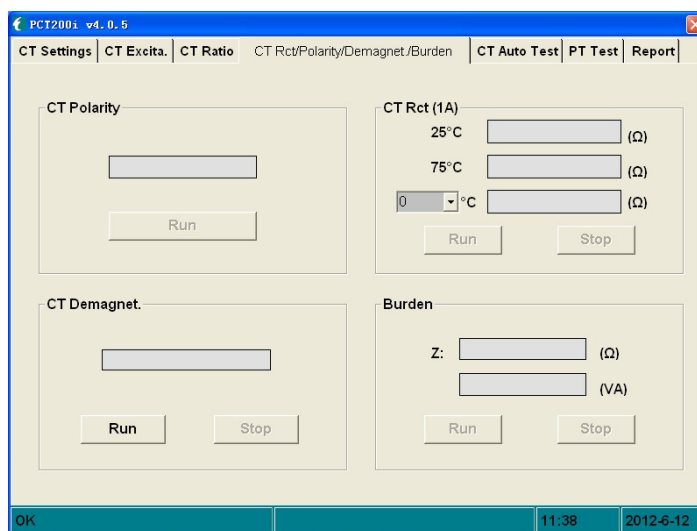 PCT200i v4.0.5
CT Settings CT Excita. CT Ratio CT Rct/Polarity/Demagnet./Burden CT Auto Test PT Test Report
CT Polarity
Run
CT Rct (1A)
25°C (Ω)
75°C (Ω)
0 °C (Ω)
Run Stop
CT Demagnet.
Run Stop
Burden
Z: (Ω)
(VA)
Run Stop
OK 11:38 2012-6-12